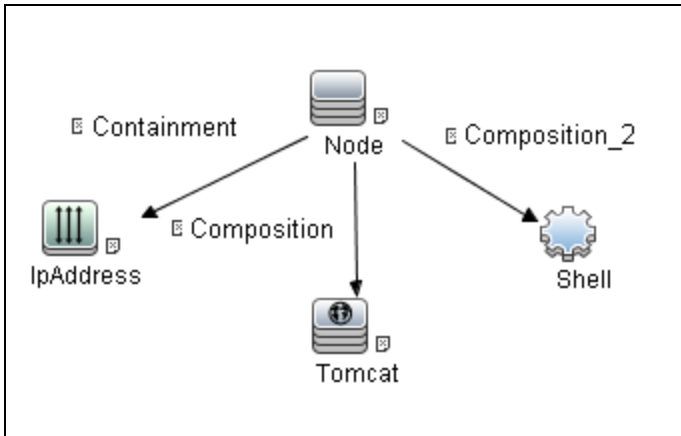 Containment
Composition_2
Node
Composition
IpAddress
Shell
Tomcat